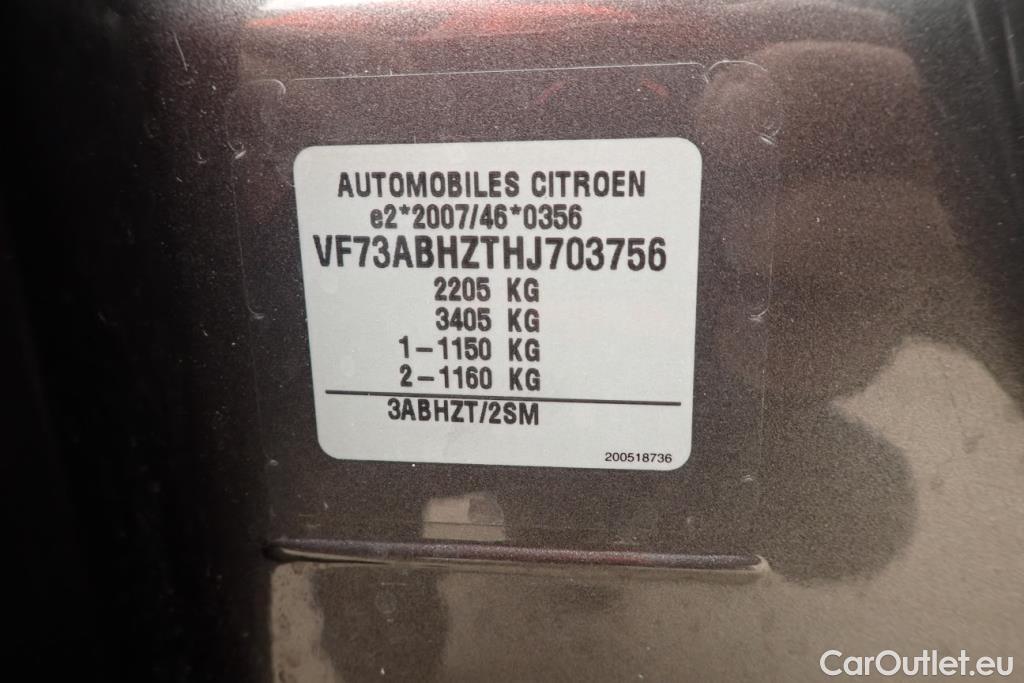 AUTOMOBILES CITROEN
e2*2007/46*0356
VF73ABHZTHJ703756
2205 KG
3405 KG
1-1150 KG
2-1160 KG
3ABHZT/2SM
200518736
CarOutlet.eu